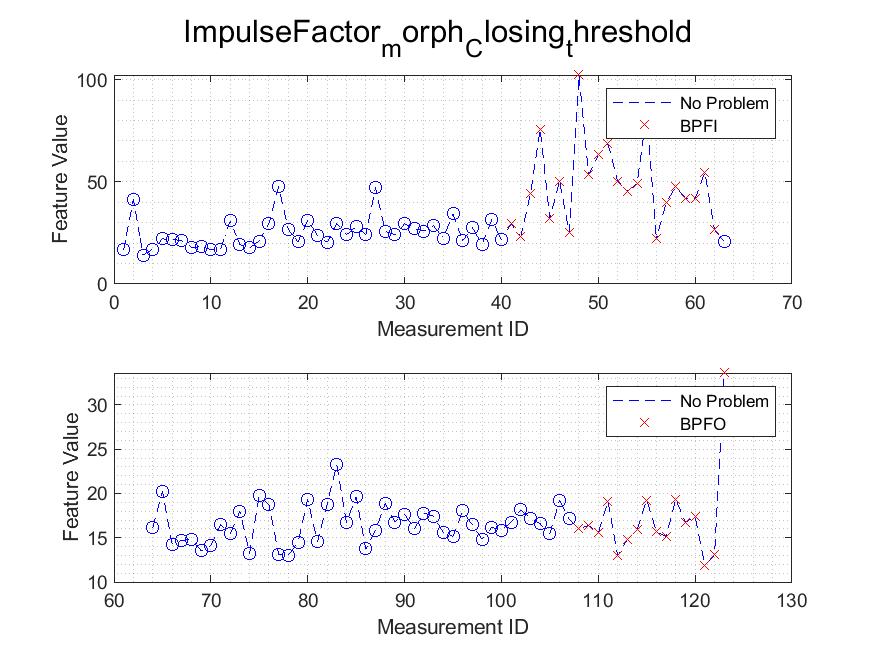 ImpulseFactor_morph_Closing_threshold
100
50
0
Feature Value
No Problem
BPFI
0 10 20 30 40 50 60 70
Measurement ID
30
25
20
15
10
Feature Value
No Problem
BPFO
60 70 80 90 100 110 120 130
Measurement ID